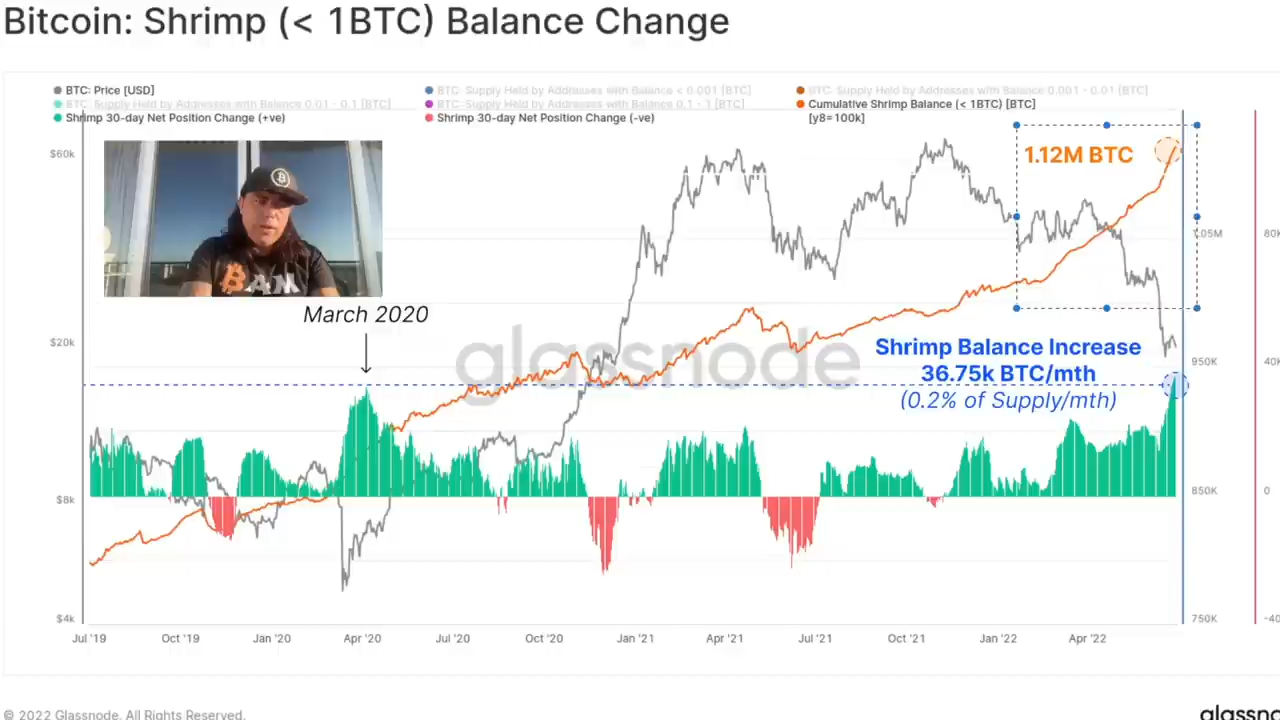 Bitcoin: Shrimp (< 1BTC) Balance Change
BTC: Price [USD]
BTC: Supply Held by Addresses with Balance < 0.001 [BTC]
BTC: Supply Held by Addresses with Balance 0.001 - 0.01 [BTC]
BTC: Supply Held by Addresses with Balance 0.01 - 0.1 [BTC]
BTC: Supply Held by Addresses with Balance 0.1 - 1 [BTC]
Cumulative Shrimp Balance (< 1BTC) [BTC]
Shrimp 30-day Net Position Change (+ve)
Shrimp 30-day Net Position Change (-ve)
[y8=100k]
$60k
1.12M BTC
BAM
1.05M
80K
March 2020
$20k
glassnode
Shrimp Balance Increase
950K
40K
36.75k BTC/mth
(0.2% of Supply/mth)
$8k
850K
0
$4k
750K
-40
Jul '19
Oct '19
Jan '20
Apr '20
Jul '20
Oct '20
Jan '21
Apr '21
Jul '21
Oct '21
Jan '22
Apr '22
© 2022 Glassnode. All Rights Reserved.
glassno